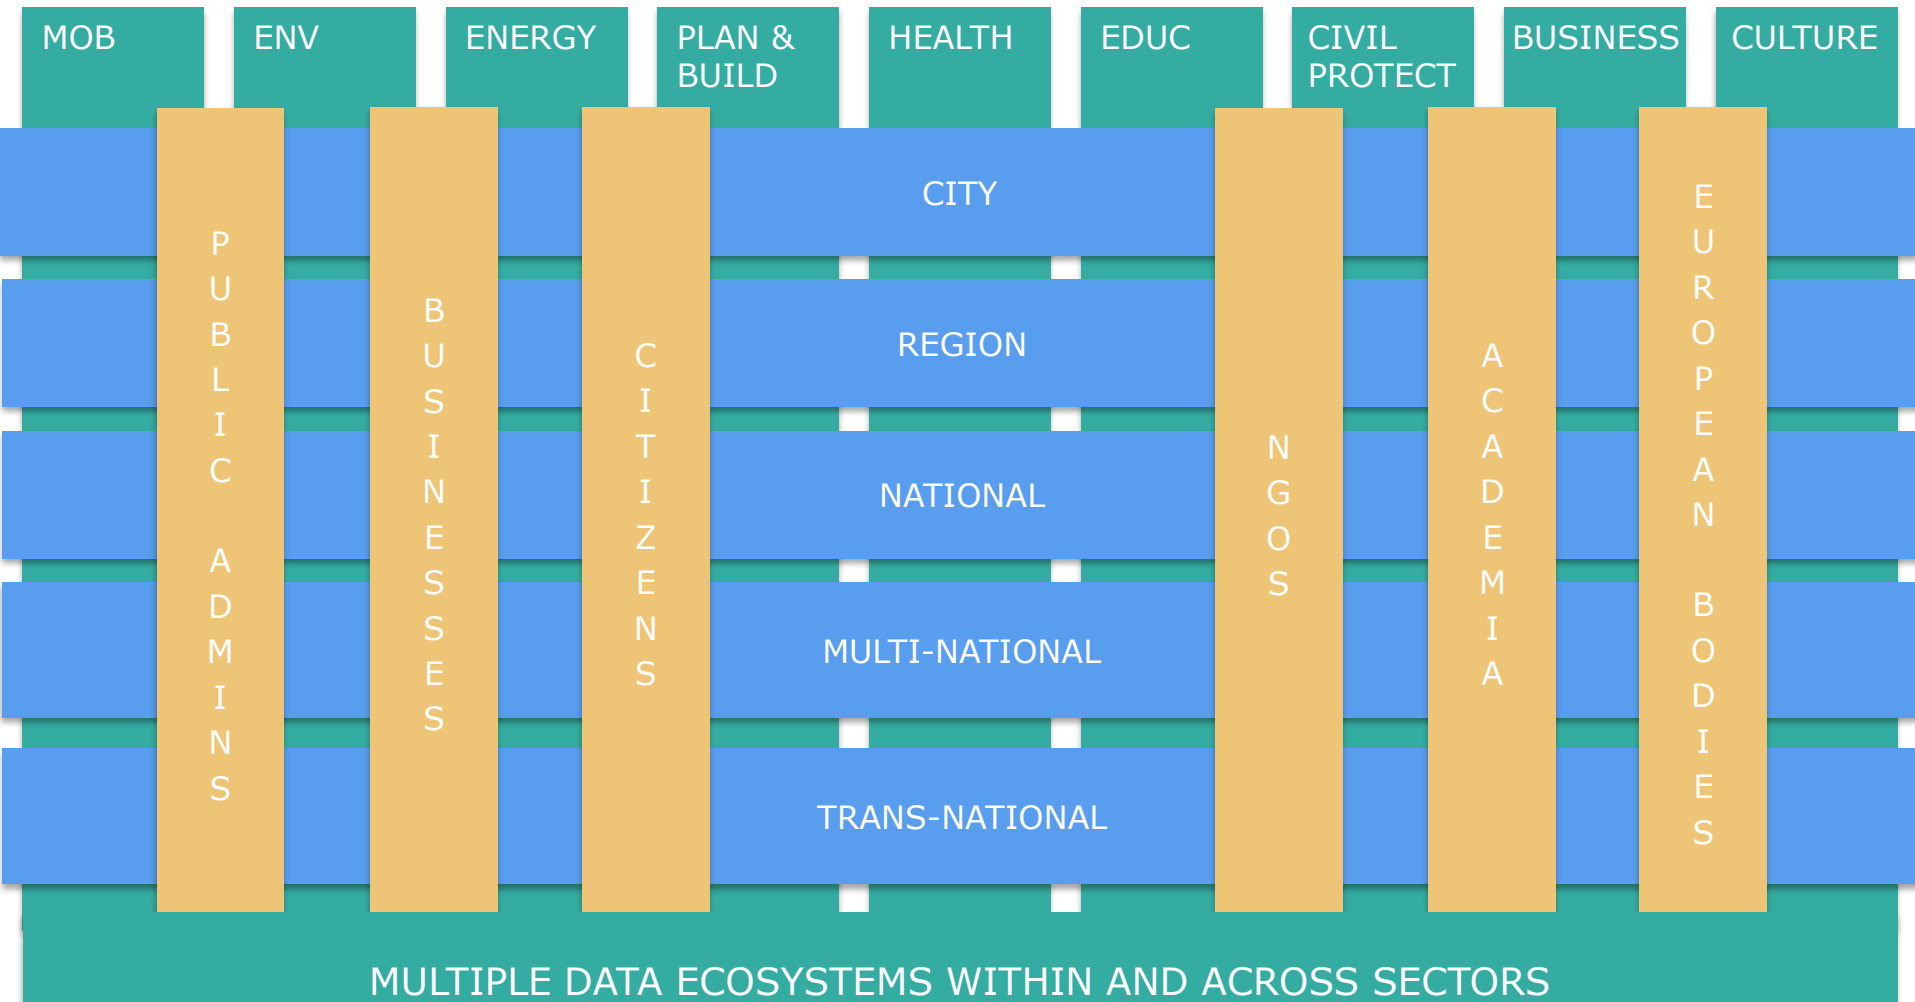 MOB
ENV
ENERGY
PLAN &
BUILD
HEALTH
EDUC
CIVIL
PROTECT
BUSINESS
CULTURE
PUBLIC ADMINS
BUSINESSES
CITIZENS
CITY
REGION
NATIONAL
MULTI-NATIONAL
TRANS-NATIONAL
NGOS
ACADEMIA
EUROPEAN BODIES
MULTIPLE DATA ECOSYSTEMS WITHIN AND ACROSS SECTORS